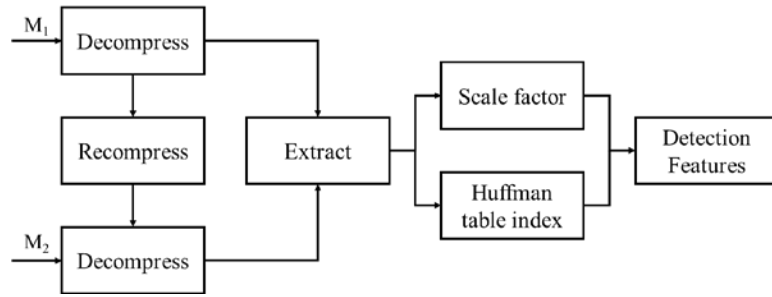 M₁
Decompress
Recompress
M₂
Decompress
Extract
Scale factor
Huffman
table index
Detection
Features